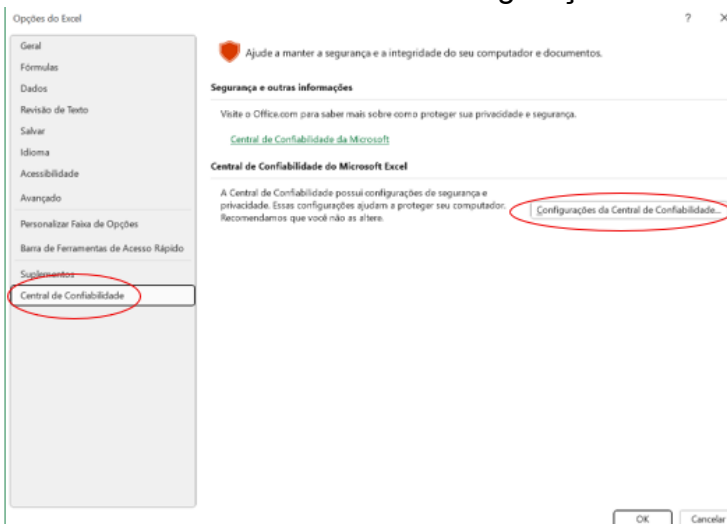 Opções do Excel ? ×
Geral
Fórmulas
Dados
Revisão de Texto
Salvar
Idioma
Acessibilidade
Avançado
Personalizar Faixa de Opções
Barra de Ferramentas de Acesso Rápido
Suplementos
Central de Confiabilidade
Ajude a manter a segurança e a integridade do seu computador e documentos.
Segurança e outras informações
Visite o Office.com para saber mais sobre como proteger sua privacidade e segurança.
Central de Confiabilidade da Microsoft
Central de Confiabilidade do Microsoft Excel
A Central de Confiabilidade possui configurações de segurança e
privacidade. Essas configurações ajudam a proteger seu computador.
Recomendamos que você não as altere.
Configurações da Central de Confiabilidade...
OK Cancelar